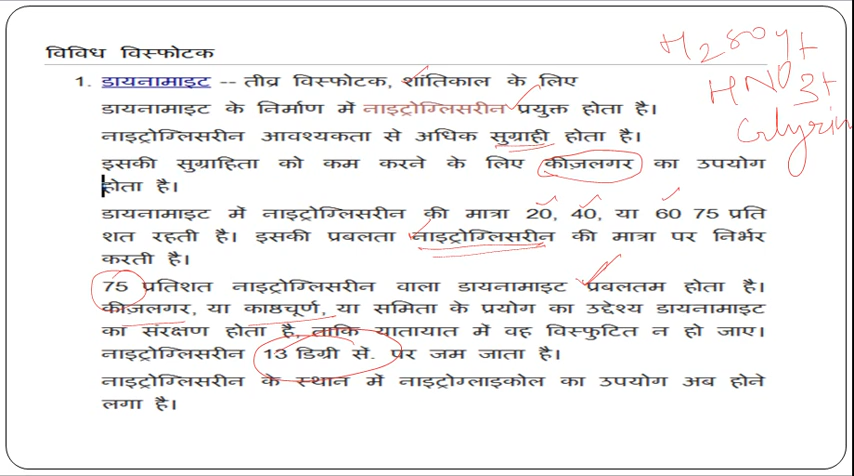 विविध विस्फोटक
H2SO4+
HNO3+
1. डायनामाइट -- तीव्र विस्फोटक, शांतिकाल के लिए
डायनामाइट के निर्माण में नाइट्रोग्लिसरीन प्रयुक्त होता है।
नाइट्रोग्लिसरीन आवश्यकता से अधिक सुग्राही होता है।
इसकी सुग्राहिता को कम करने के लिए कीज़लगर का उपयोग
होता है।
डायनामाइट में नाइट्रोग्लिसरीन की मात्रा 20, 40, या 60 75 प्रति
शत रहती है। इसकी प्रबलता नाइट्रोग्लिसरीन की मात्रा पर निर्भर
करती है।
75 प्रतिशत नाइट्रोग्लिसरीन वाला डायनामाइट प्रबलतम होता है।
कीज़लगर, या काष्ठचूर्ण, या समिता के प्रयोग का उद्देश्य डायनामाइट
का संरक्षण होता है, ताकि यातायात में वह विस्फुटित न हो जाए।
नाइट्रोग्लिसरीन 13 डिग्री सें. पर जम जाता है।
नाइट्रोग्लिसरीन के स्थान में नाइट्रोग्लाइकोल का उपयोग अब होने
लगा है।